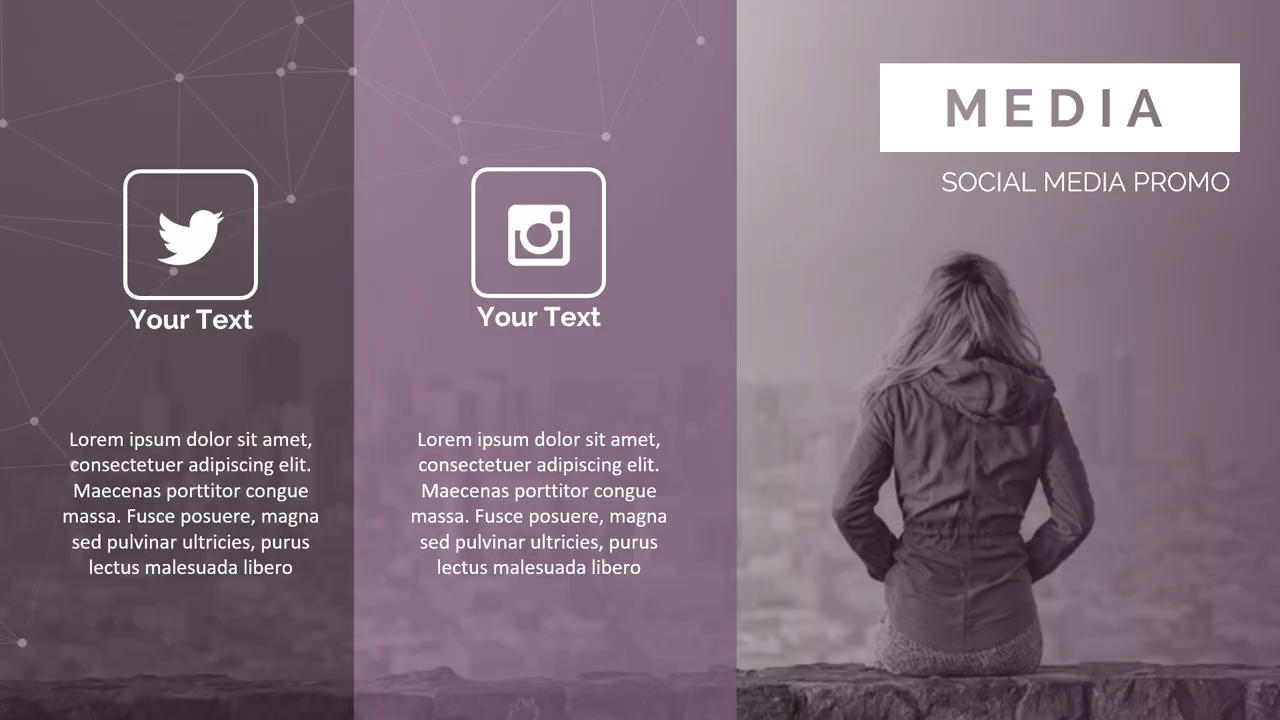 MEDIA
SOCIAL MEDIA PROMO
Your Text
Lorem ipsum dolor sit amet,
consectetuer adipiscing elit.
Maecenas porttitor congue
massa. Fusce posuere, magna
sed pulvinar ultricies, purus
lectus malesuada libero
Your Text
Lorem ipsum dolor sit amet,
consectetuer adipiscing elit.
Maecenas porttitor congue
massa. Fusce posuere, magna
sed pulvinar ultricies, purus
lectus malesuada libero